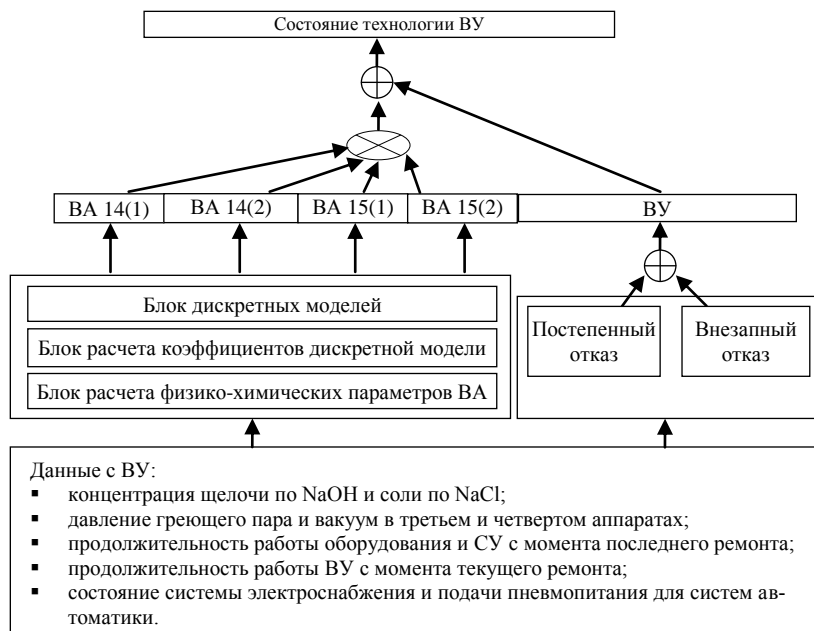 Состояние технологии ВУ
ВА 14(1) ВА 14(2) ВА 15(1) ВА 15(2) ВУ
Блок дискретных моделей
Блок расчета коэффициентов дискретной модели
Блок расчета физико-химических параметров ВА
Постепенный
отказ
Внезапный
отказ
Данные с ВУ:
▪ концентрация щелочи по NaOH и соли по NaCl;
▪ давление греющего пара и вакуум в третьем и четвертом аппаратах;
▪ продолжительность работы оборудования и СУ с момента последнего ремонта;
▪ продолжительность работы ВУ с момента текущего ремонта;
▪ состояние системы электроснабжения и подачи пневмопитания для систем ав-
томатики.